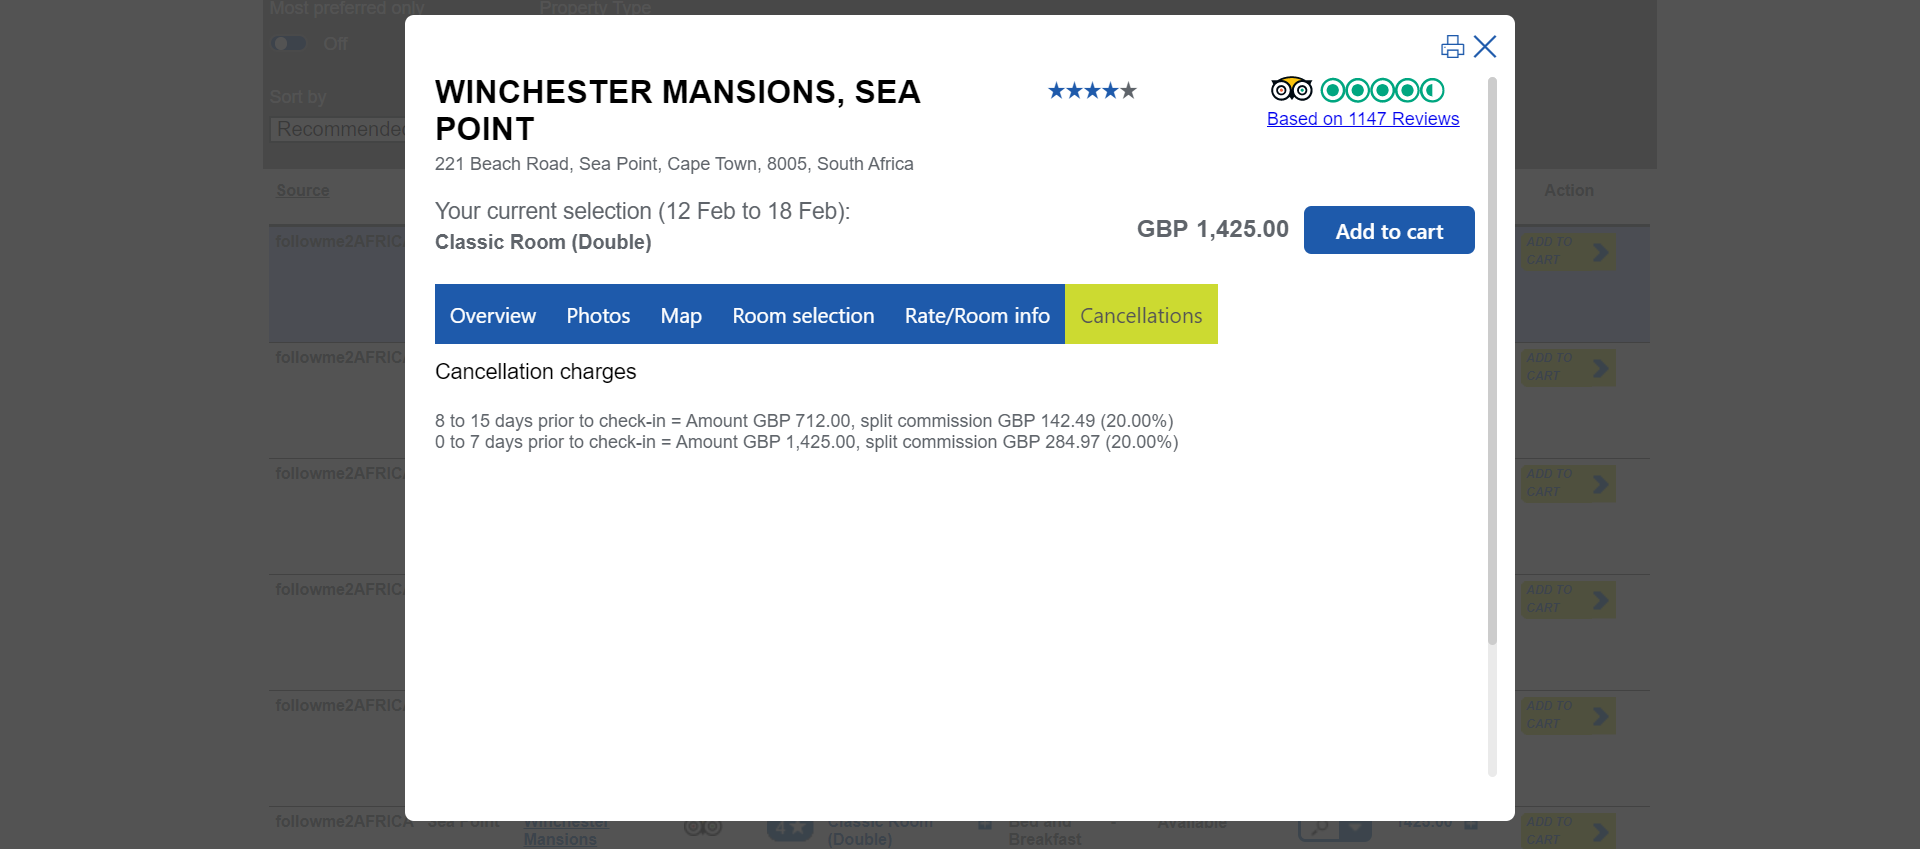 Most preferred only
Property Type
Off
Sort by
Recommended
WINCHESTER MANSIONS, SEA
POINT
221 Beach Road, Sea Point, Cape Town, 8005, South Africa
Based on 1147 Reviews
Your current selection (12 Feb to 18 Feb):
Classic Room (Double)
GBP 1,425.00
Add to cart
Overview
Photos
Map
Room selection
Rate/Room info
Cancellations
Cancellation charges
8 to 15 days prior to check-in = Amount GBP 712.00, split commission GBP 142.49 (20.00%)
0 to 7 days prior to check-in = Amount GBP 1,425.00, split commission GBP 284.97 (20.00%)
Source
Action
followme2AFRIC
ADD TO
CART
followme2AFRIC
ADD TO
CART
followme2AFRIC
ADD TO
CART
followme2AFRIC
ADD TO
CART
followme2AFRIC
ADD TO
CART
followme2AFRICA
Sea Point
Winchester
Mansions
4
Classic Room
(Double)
Bed and
Breakfast
-
Available
1425.00
ADD TO
CART